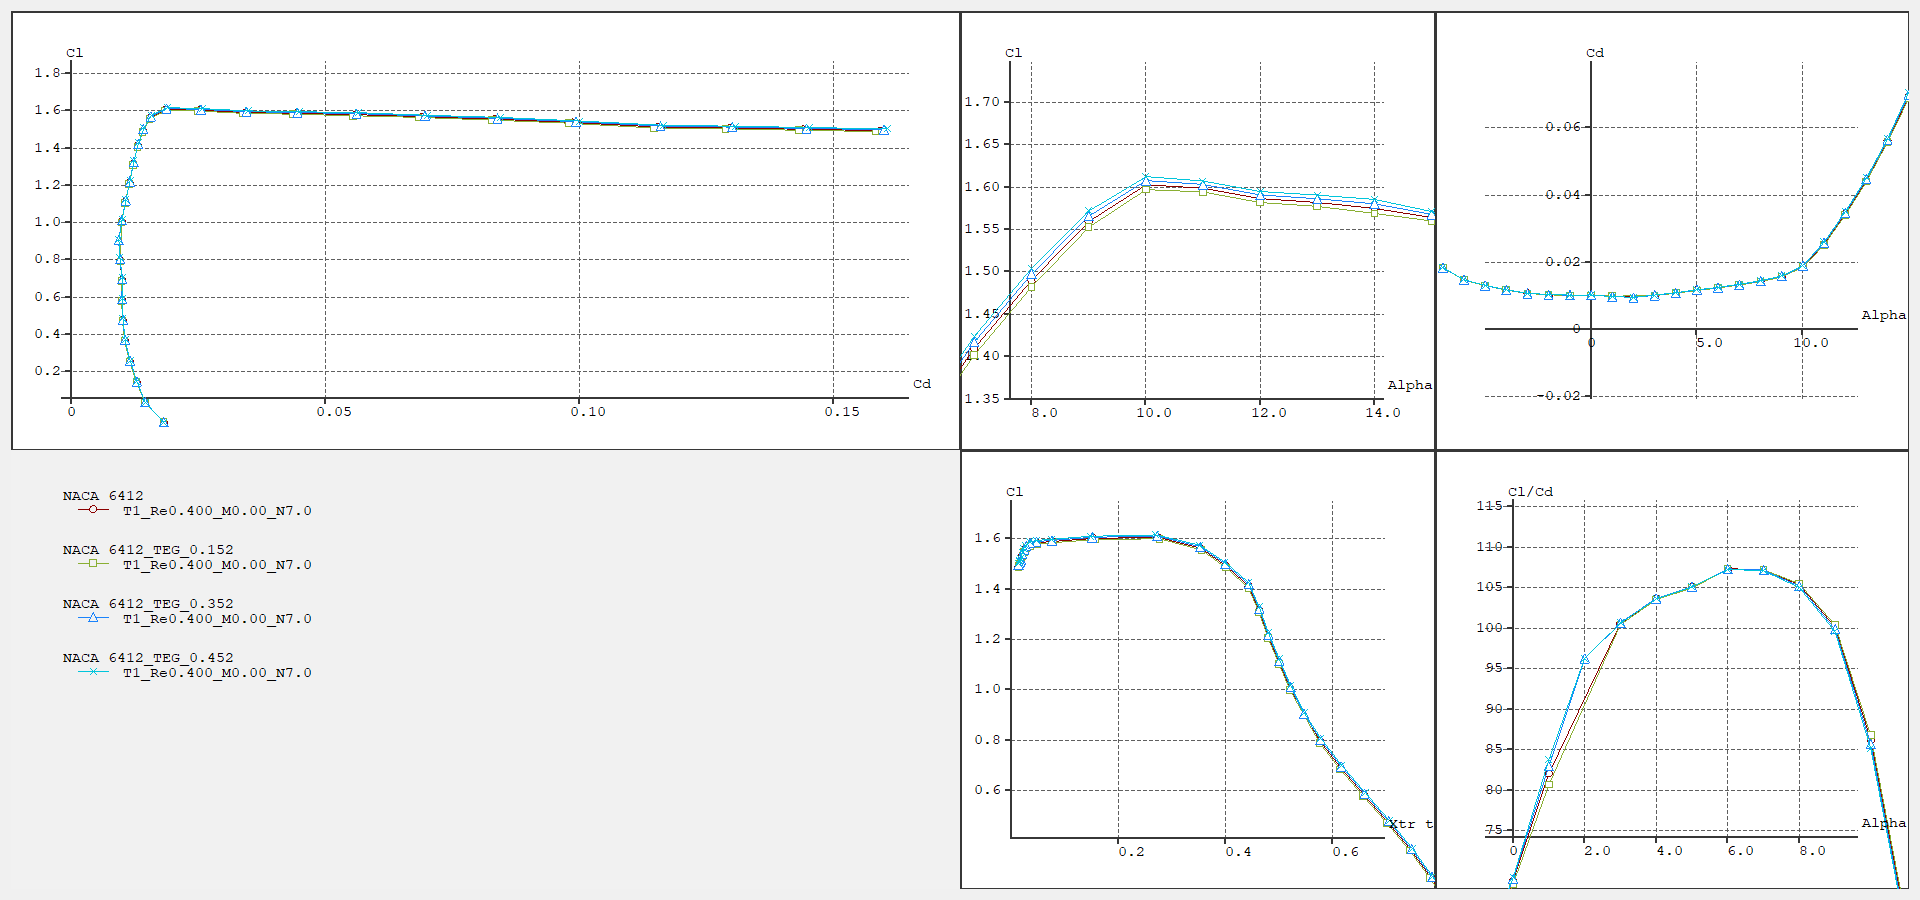 Cl
1.8
1.6
1.4
1.2
1.0
0.8
0.6
0.4
0.2
Cd
0 0.05 0.10 0.15
Cl
1.70
1.65
1.60
1.55
1.50
1.45
1.40
1.35
Alpha
8.0 10.0 12.0 14.0
Cd
0.06
0.04
0.02
0
-0.02
Alpha
0 5.0 10.0
NACA 6412
T1_Re0.400_M0.00_N7.0
NACA 6412_TEG_0.152
T1_Re0.400_M0.00_N7.0
NACA 6412_TEG_0.352
T1_Re0.400_M0.00_N7.0
NACA 6412_TEG_0.452
T1_Re0.400_M0.00_N7.0
Cl
1.6
1.4
1.2
1.0
0.8
0.6
Xtr t
0.2 0.4 0.6
Cl/Cd
115
110
105
100
95
90
85
80
75
Alpha
0 2.0 4.0 6.0 8.0